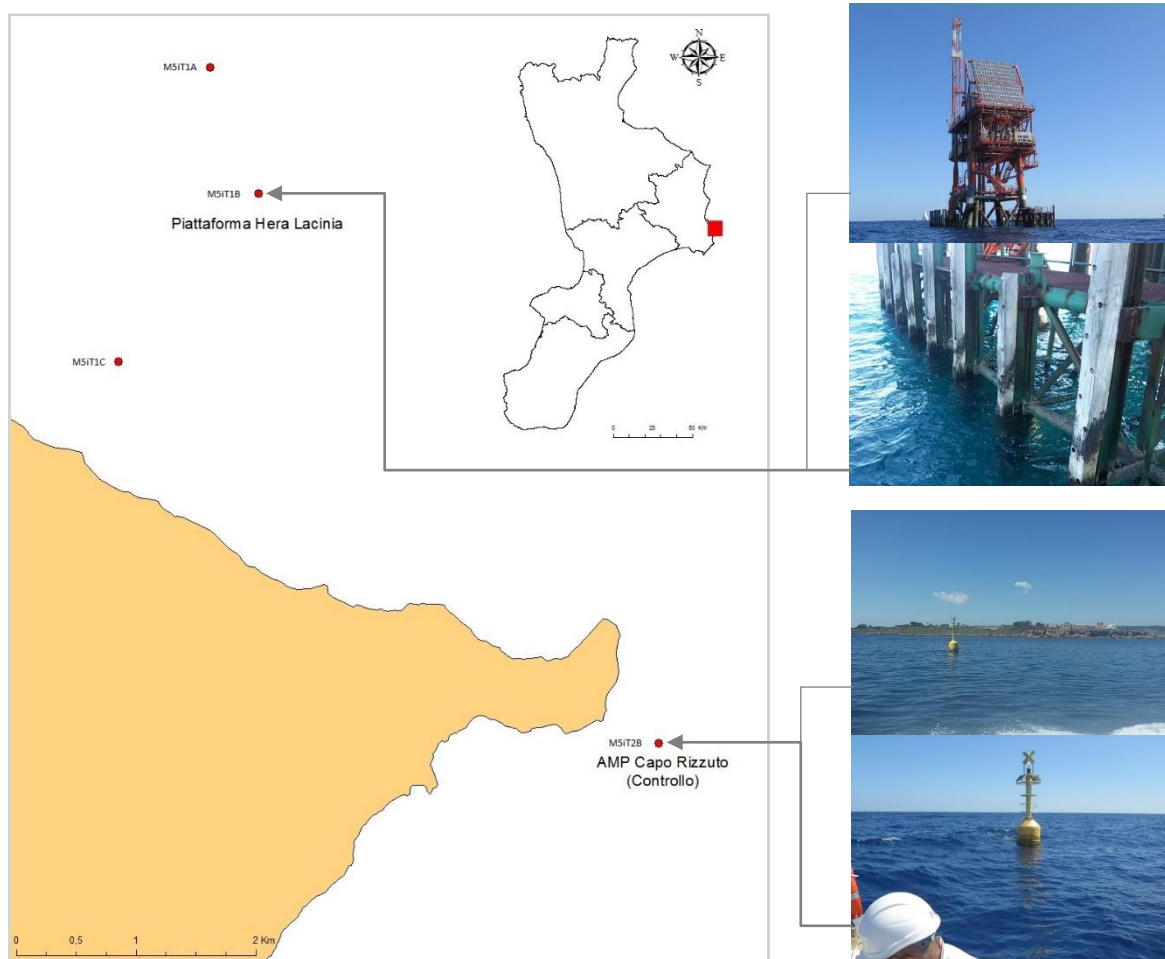 M5iT1A
M5iT1B
Piattaforma Hera Lacinia
M5iT1C
N
W
E
S
0 25 50 Km
M5iT2B
AMP Capo Rizzuto
(Controllo)
0 0,5 1 2 Km